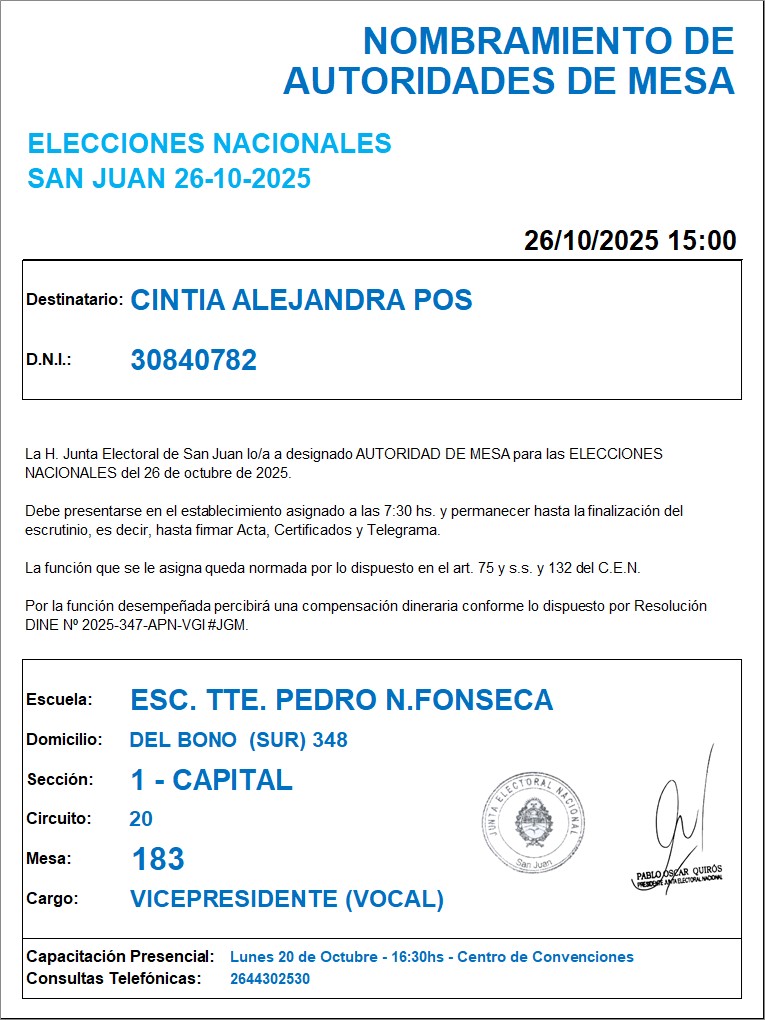 NOMBRAMIENTO DE
AUTORIDADES DE MESA
ELECCIONES NACIONALES
SAN JUAN 26-10-2025
26/10/2025 15:00
Destinatario: CINTIA ALEJANDRA POS
D.N.I.: 30840782
La H. Junta Electoral de San Juan lo/a a designado AUTORIDAD DE MESA para las ELECCIONES
NACIONALES del 26 de octubre de 2025.
Debe presentarse en el establecimiento asignado a las 7:30 hs. y permanecer hasta la finalización del
escrutinio, es decir, hasta firmar Acta, Certificados y Telegrama.
La función que se le asigna queda normada por lo dispuesto en el art. 75 y s.s. y 132 del C.E.N.
Por la función desempeñada percibirá una compensación dineraria conforme lo dispuesto por Resolución
DINE Nº 2025-347-APN-VGI#JGM.
Escuela: ESC. TTE. PEDRO N.FONSECA
Domicilio: DEL BONO (SUR) 348
Sección: 1 - CAPITAL
Circuito: 20
Mesa: 183
Cargo: VICEPRESIDENTE (VOCAL)
JUNTA ELECTORAL NACIONAL
San Juan
PABLO OSCAR QUIRÓS
PRESIDENTE JUNTA ELECTORAL NACIONAL
Capacitación Presencial: Lunes 20 de Octubre - 16:30hs - Centro de Convenciones
Consultas Telefónicas: 2644302530